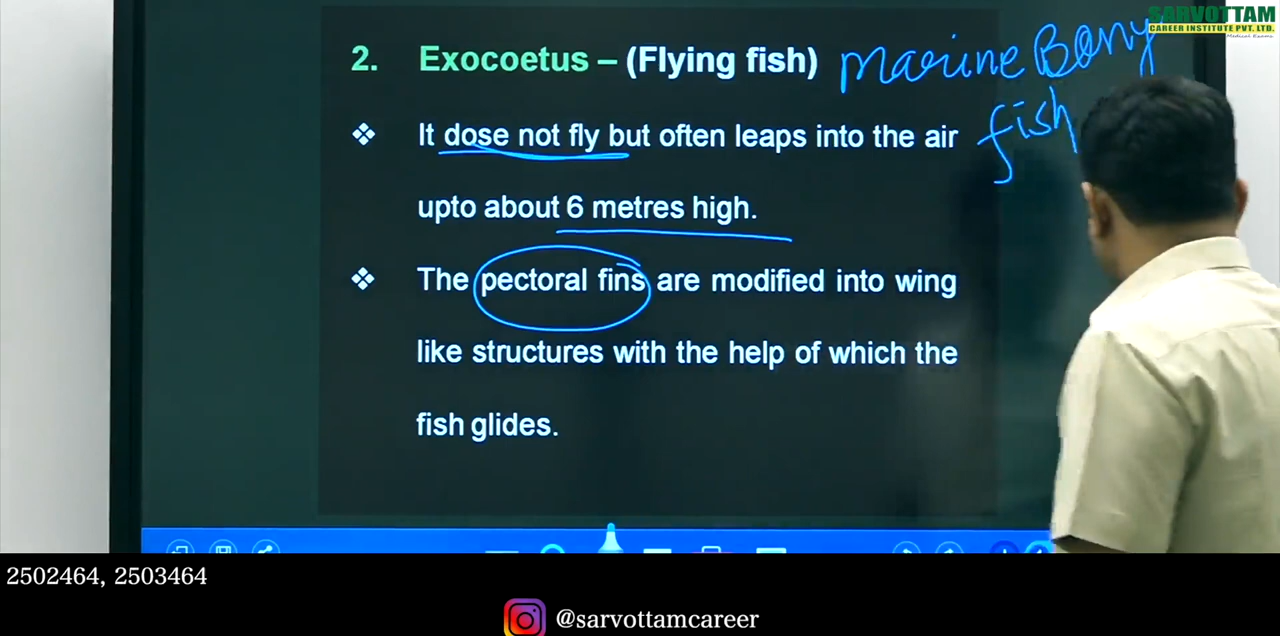 SARVOTTAM
CAREER INSTITUTE PVT. LTD.
Medical Exams
2. Exocoetus – (Flying fish) Marine Bony
fish
❖ It dose not fly but often leaps into the air
upto about 6 metres high.
❖ The pectoral fins are modified into wing
like structures with the help of which the
fish glides.
2502464, 2503464
@sarvottamcareer